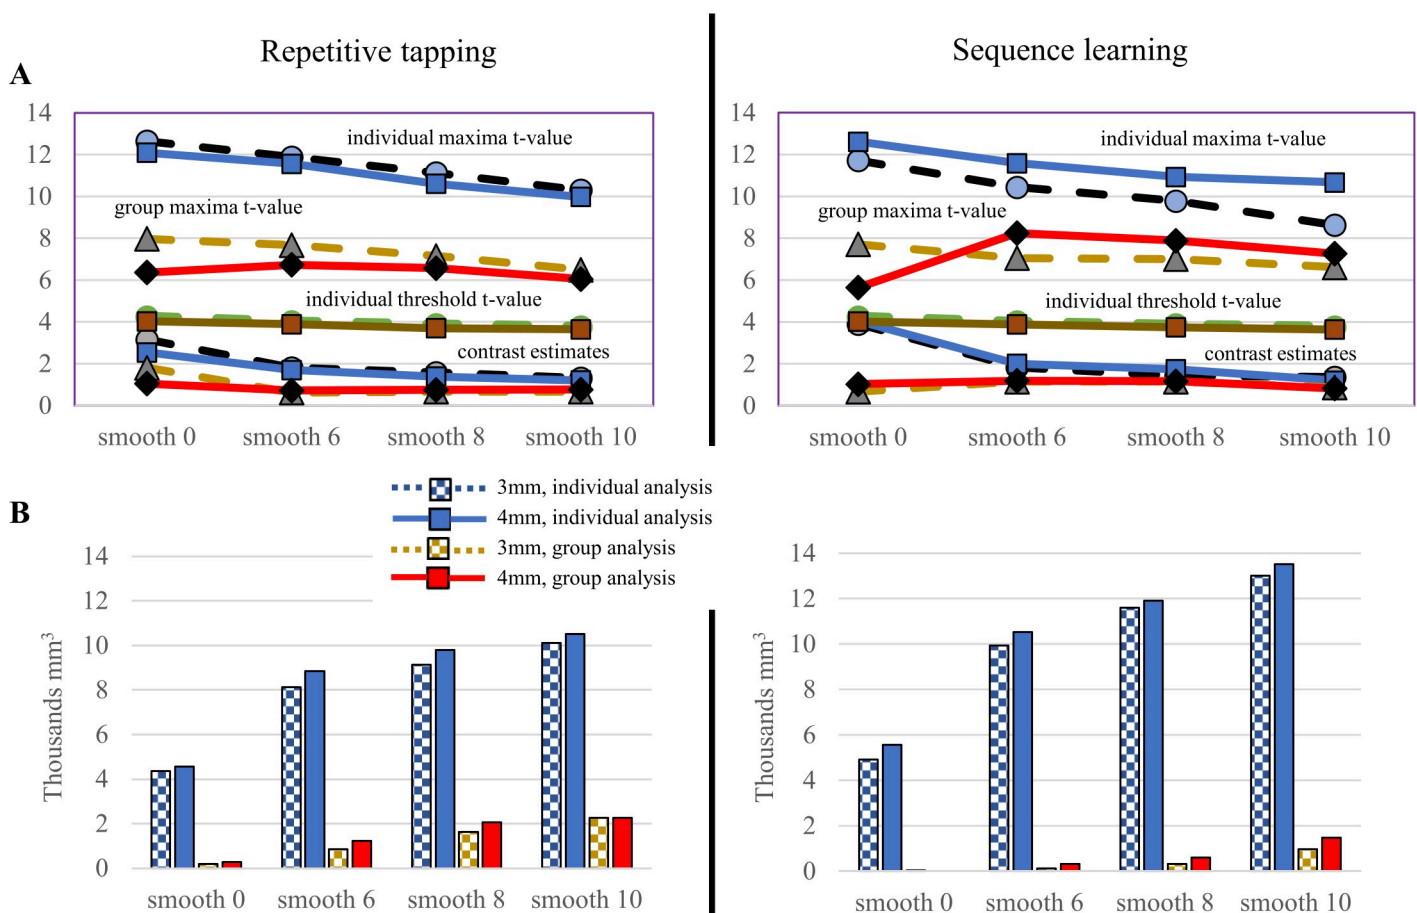 Repetitive tapping
Sequence learning
A
14
12
10
8
6
4
2
0
individual maxima t-value
group maxima t-value
individual threshold t-value
contrast estimates
smooth 0
smooth 6
smooth 8
smooth 10
14
12
10
8
6
4
2
0
individual maxima t-value
group maxima t-value
individual threshold t-value
contrast estimates
smooth 0
smooth 6
smooth 8
smooth 10
B
3mm, individual analysis
4mm, individual analysis
3mm, group analysis
4mm, group analysis
Thousands mm³
14
12
10
8
6
4
2
0
smooth 0
smooth 6
smooth 8
smooth 10
Thousands mm³
14
12
10
8
6
4
2
0
smooth 0
smooth 6
smooth 8
smooth 10